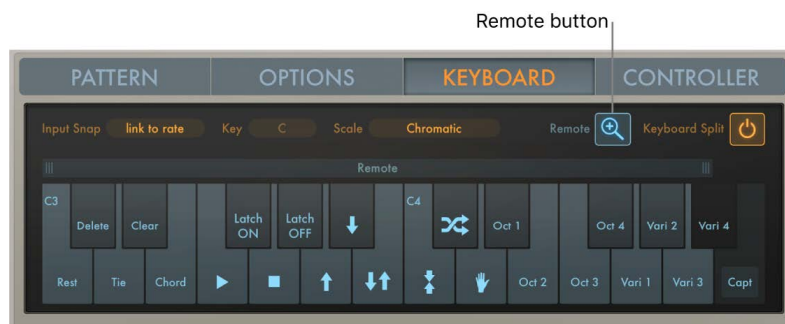 Remote button
PATTERN OPTIONS KEYBOARD CONTROLLER
Input Snap link to rate Key C Scale Chromatic Remote Keyboard Split
Remote
C3 C4
Delete Clear Latch ON Latch OFF Oct 1 Oct 4 Vari 2 Vari 4
Rest Tie Chord Oct 2 Oct 3 Vari 1 Vari 3 Capt